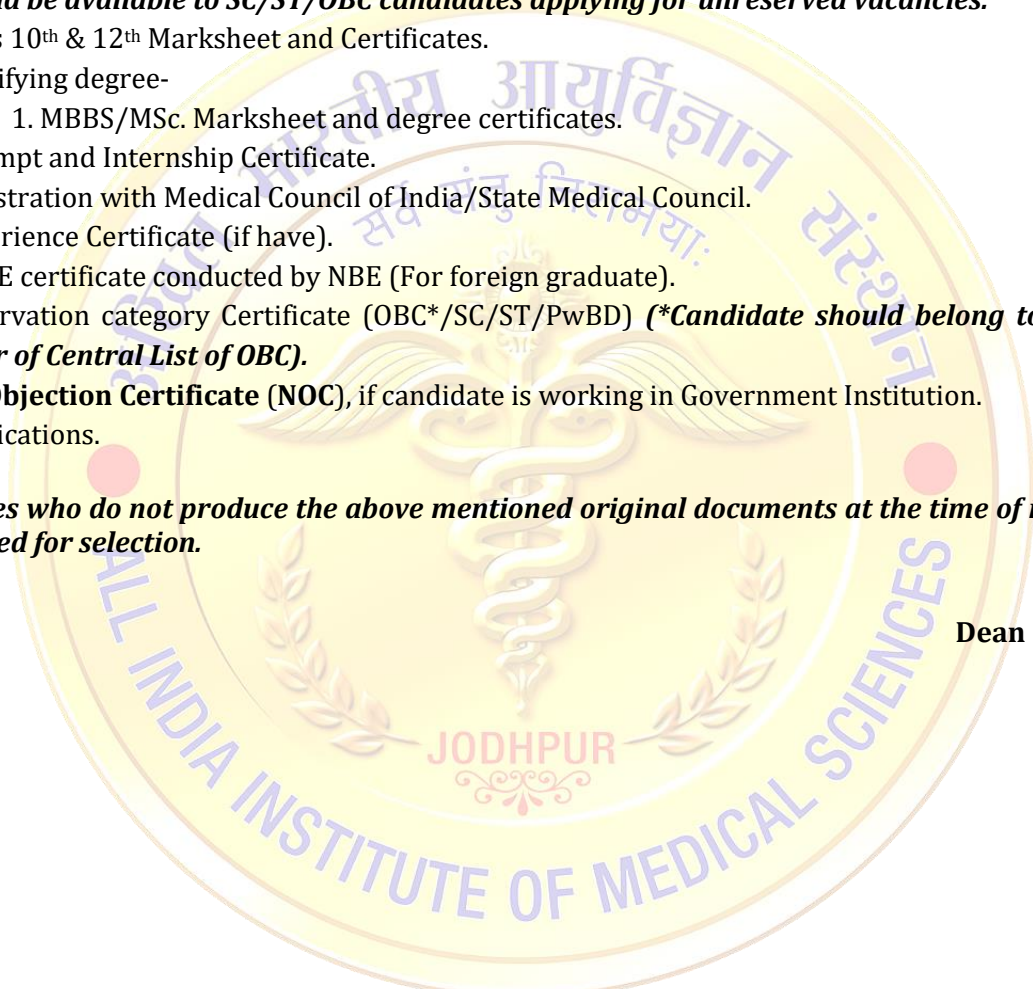 be available to SC/ST/OBC candidates applying for unreserved vacancies.
10th & 12th Marksheet and Certificates.
ifying degree-
1. MBBS/MSc. Marksheet and degree certificates.
mpt and Internship Certificate.
stration with Medical Council of India/State Medical Council.
rience Certificate (if have).
E certificate conducted by NBE (For foreign graduate).
rvation category Certificate (OBC*/SC/ST/PwBD) (*Candidate should belong to
r of Central List of OBC).
Objection Certificate (NOC), if candidate is working in Government Institution.
ications.
es who do not produce the above mentioned original documents at the time of
ed for selection.
Dean
अखिल भारतीय आयुर्विज्ञान संस्थान
सर्वे संतु निरामयाः
JODHPUR
ALL INDIA INSTITUTE OF MEDICAL SCIENCES